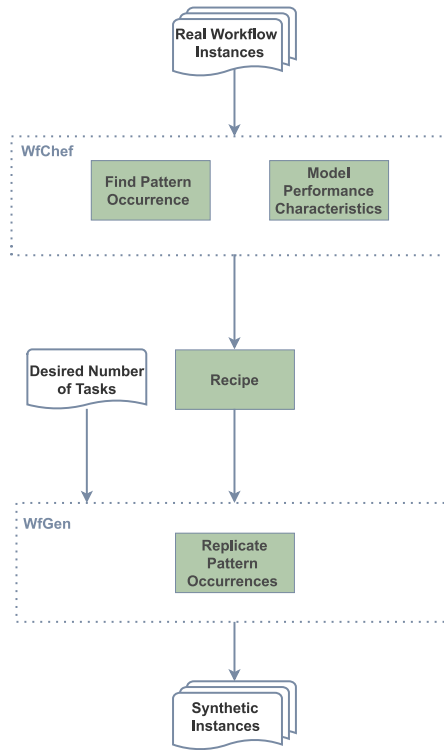 Real Workflow
Instances
WfChef
Find Pattern
Occurrence
Model
Performance
Characteristics
Desired Number
of Tasks
Recipe
WfGen
Replicate
Pattern
Occurrences
Synthetic
Instances